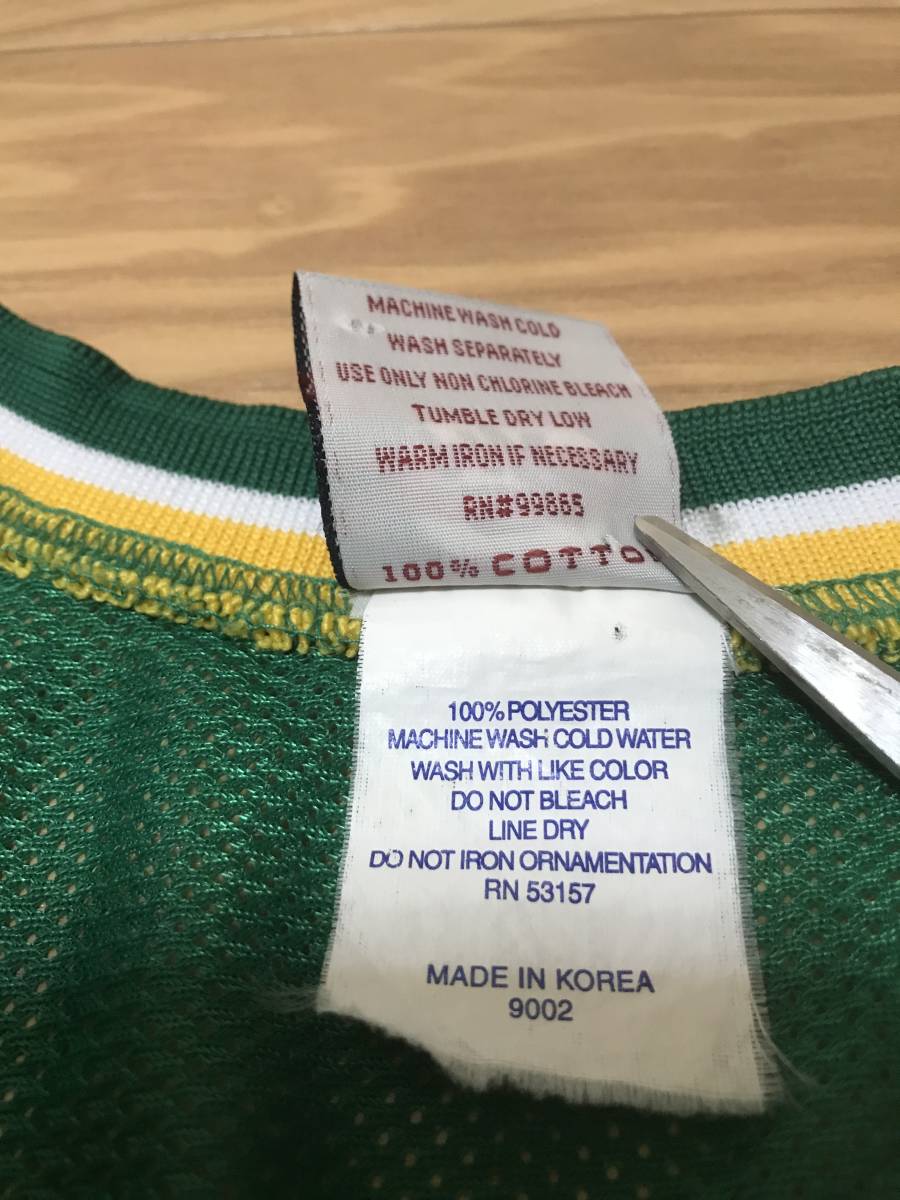 MACHINE WASH COLD
WASH SEPARATELY
USE ONLY NON CHLORINE BLEACH
TUMBLE DRY LOW
WARM IRON IF NECESSARY
RN#99865
100% COTTO
100% POLYESTER
MACHINE WASH COLD WATER
WASH WITH LIKE COLOR
DO NOT BLEACH
LINE DRY
DO NOT IRON ORNAMENTATION
RN 53157
MADE IN KOREA
9002